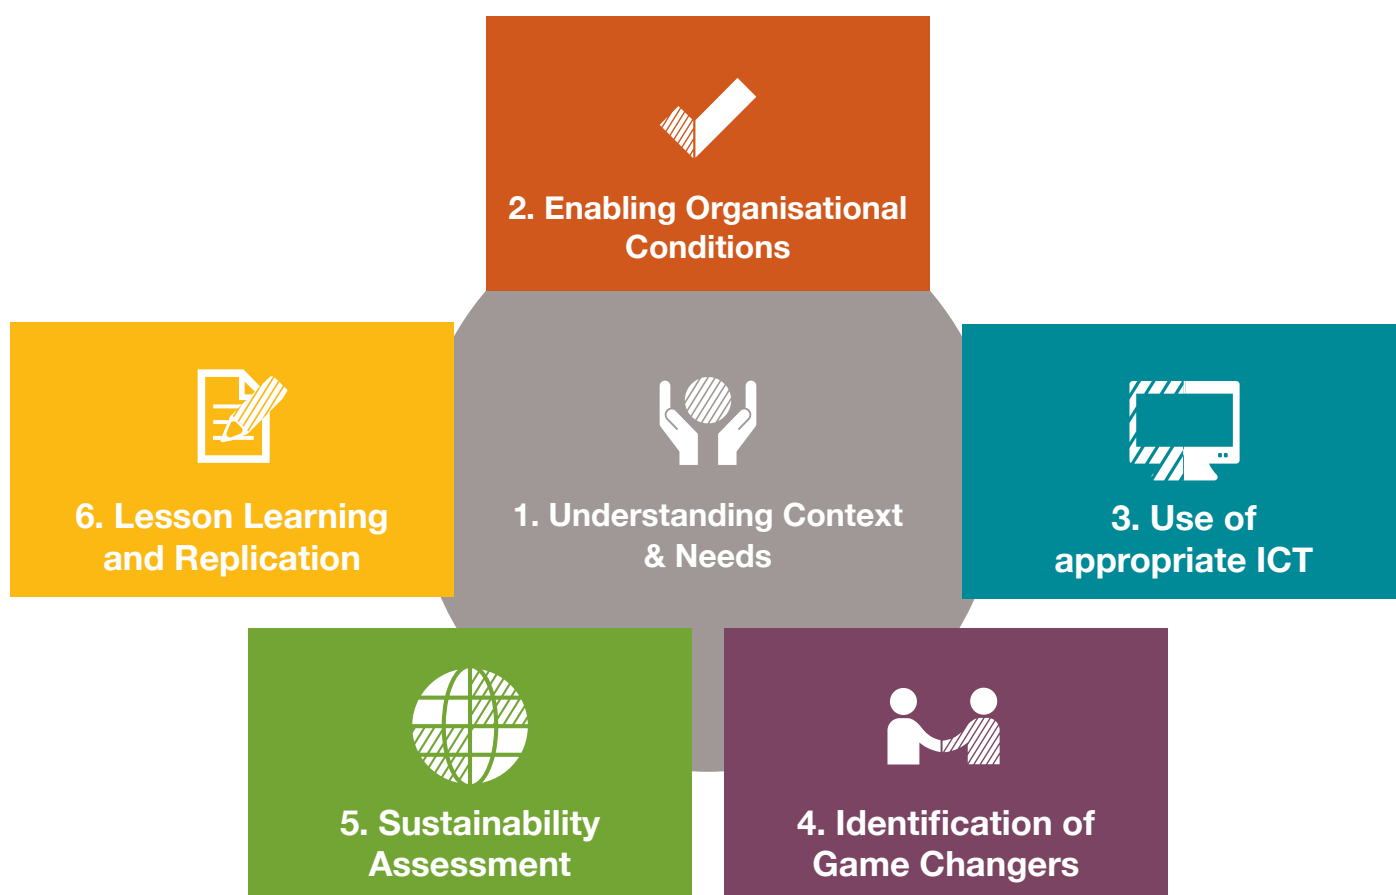 2. Enabling Organisational
Conditions
6. Lesson Learning
and Replication
1. Understanding Context
& Needs
3. Use of
appropriate ICT
5. Sustainability
Assessment
4. Identification of
Game Changers